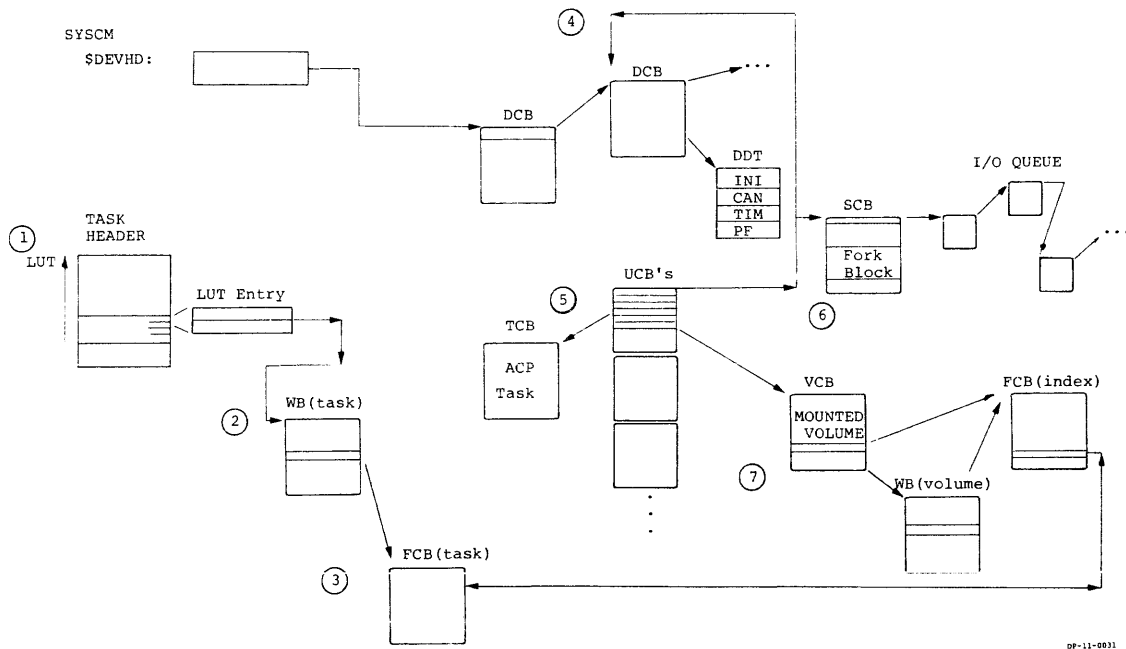 SYSCM
$DEVHD:
4
DCB
DCB
...
DDT
INI
CAN
TIM
PF
I/O QUEUE
SCB
Fork
Block
...
6
1
TASK
HEADER
LUT
LUT Entry
5
UCB's
TCB
ACP
Task
2
WB(task)
VCB
MOUNTED
VOLUME
FCB(index)
7
WB(volume)
3
FCB(task)
DP-11-0031